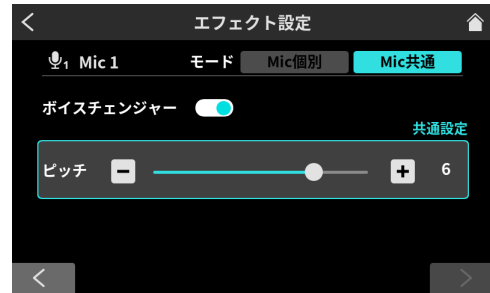 エフェクト設定
1 Mic 1 モード Mic個別 Mic共通
ボイスチェンジャー
共通設定
ピッチ 6